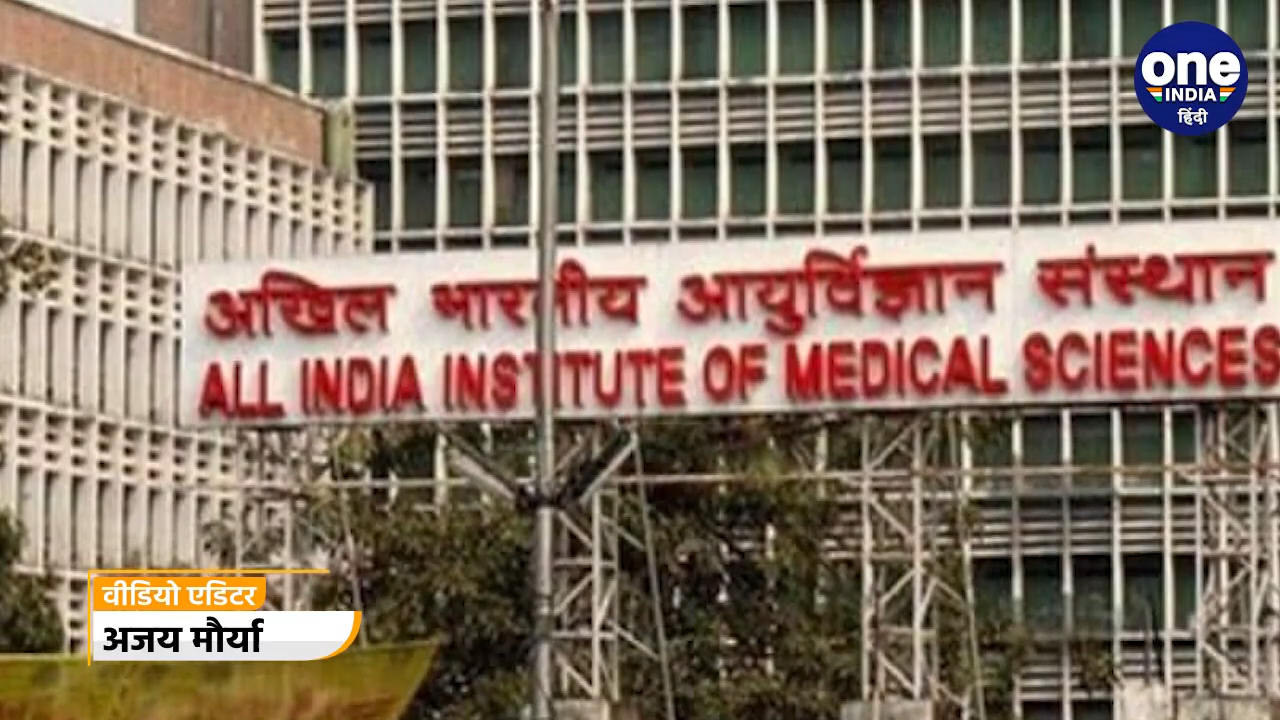 one
INDIA
हिंदी
अखिल भारतीय आयुर्विज्ञान संस्थान
ALL INDIA INSTITUTE OF MEDICAL SCIENCES
वीडियो एडिटर
अजय मौर्या